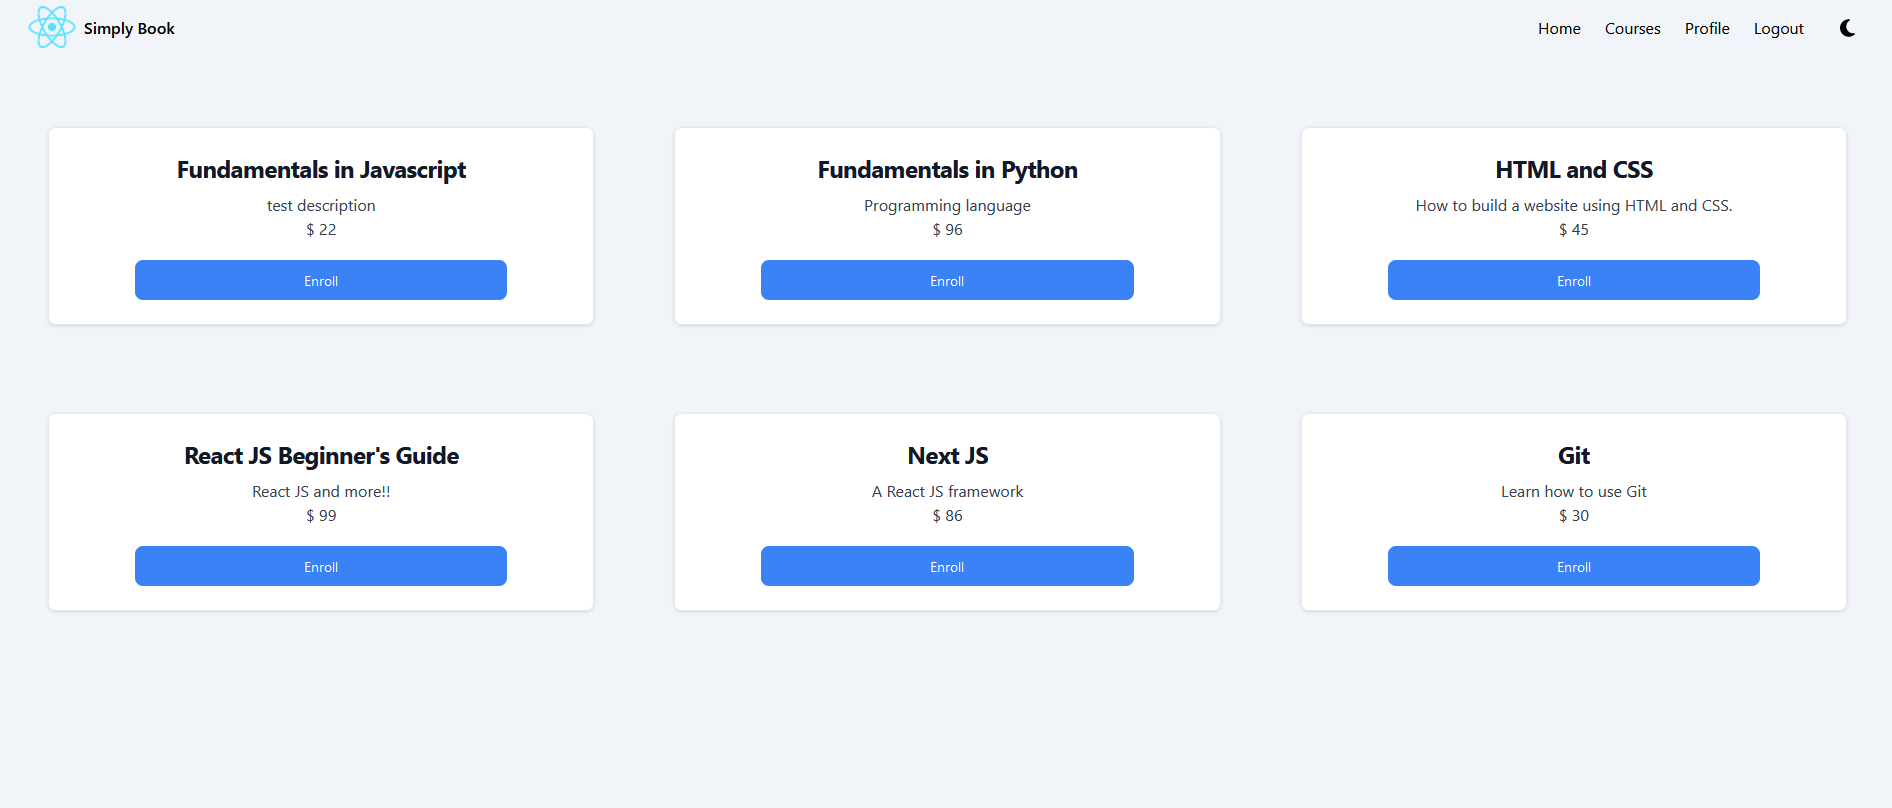 Simply Book
Home Courses Profile Logout
Fundamentals in Javascript
test description
$ 22
Enroll
Fundamentals in Python
Programming language
$ 96
Enroll
HTML and CSS
How to build a website using HTML and CSS.
$ 45
Enroll
React JS Beginner's Guide
React JS and more!!
$ 99
Enroll
Next JS
A React JS framework
$ 86
Enroll
Git
Learn how to use Git
$ 30
Enroll